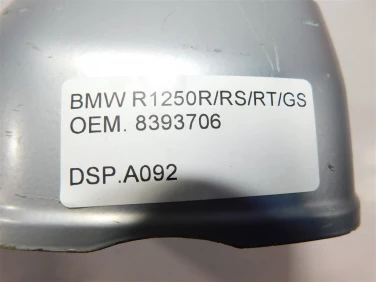 BMW R1250R/RS/RT/GS
OEM. 8393706
DSP.A092